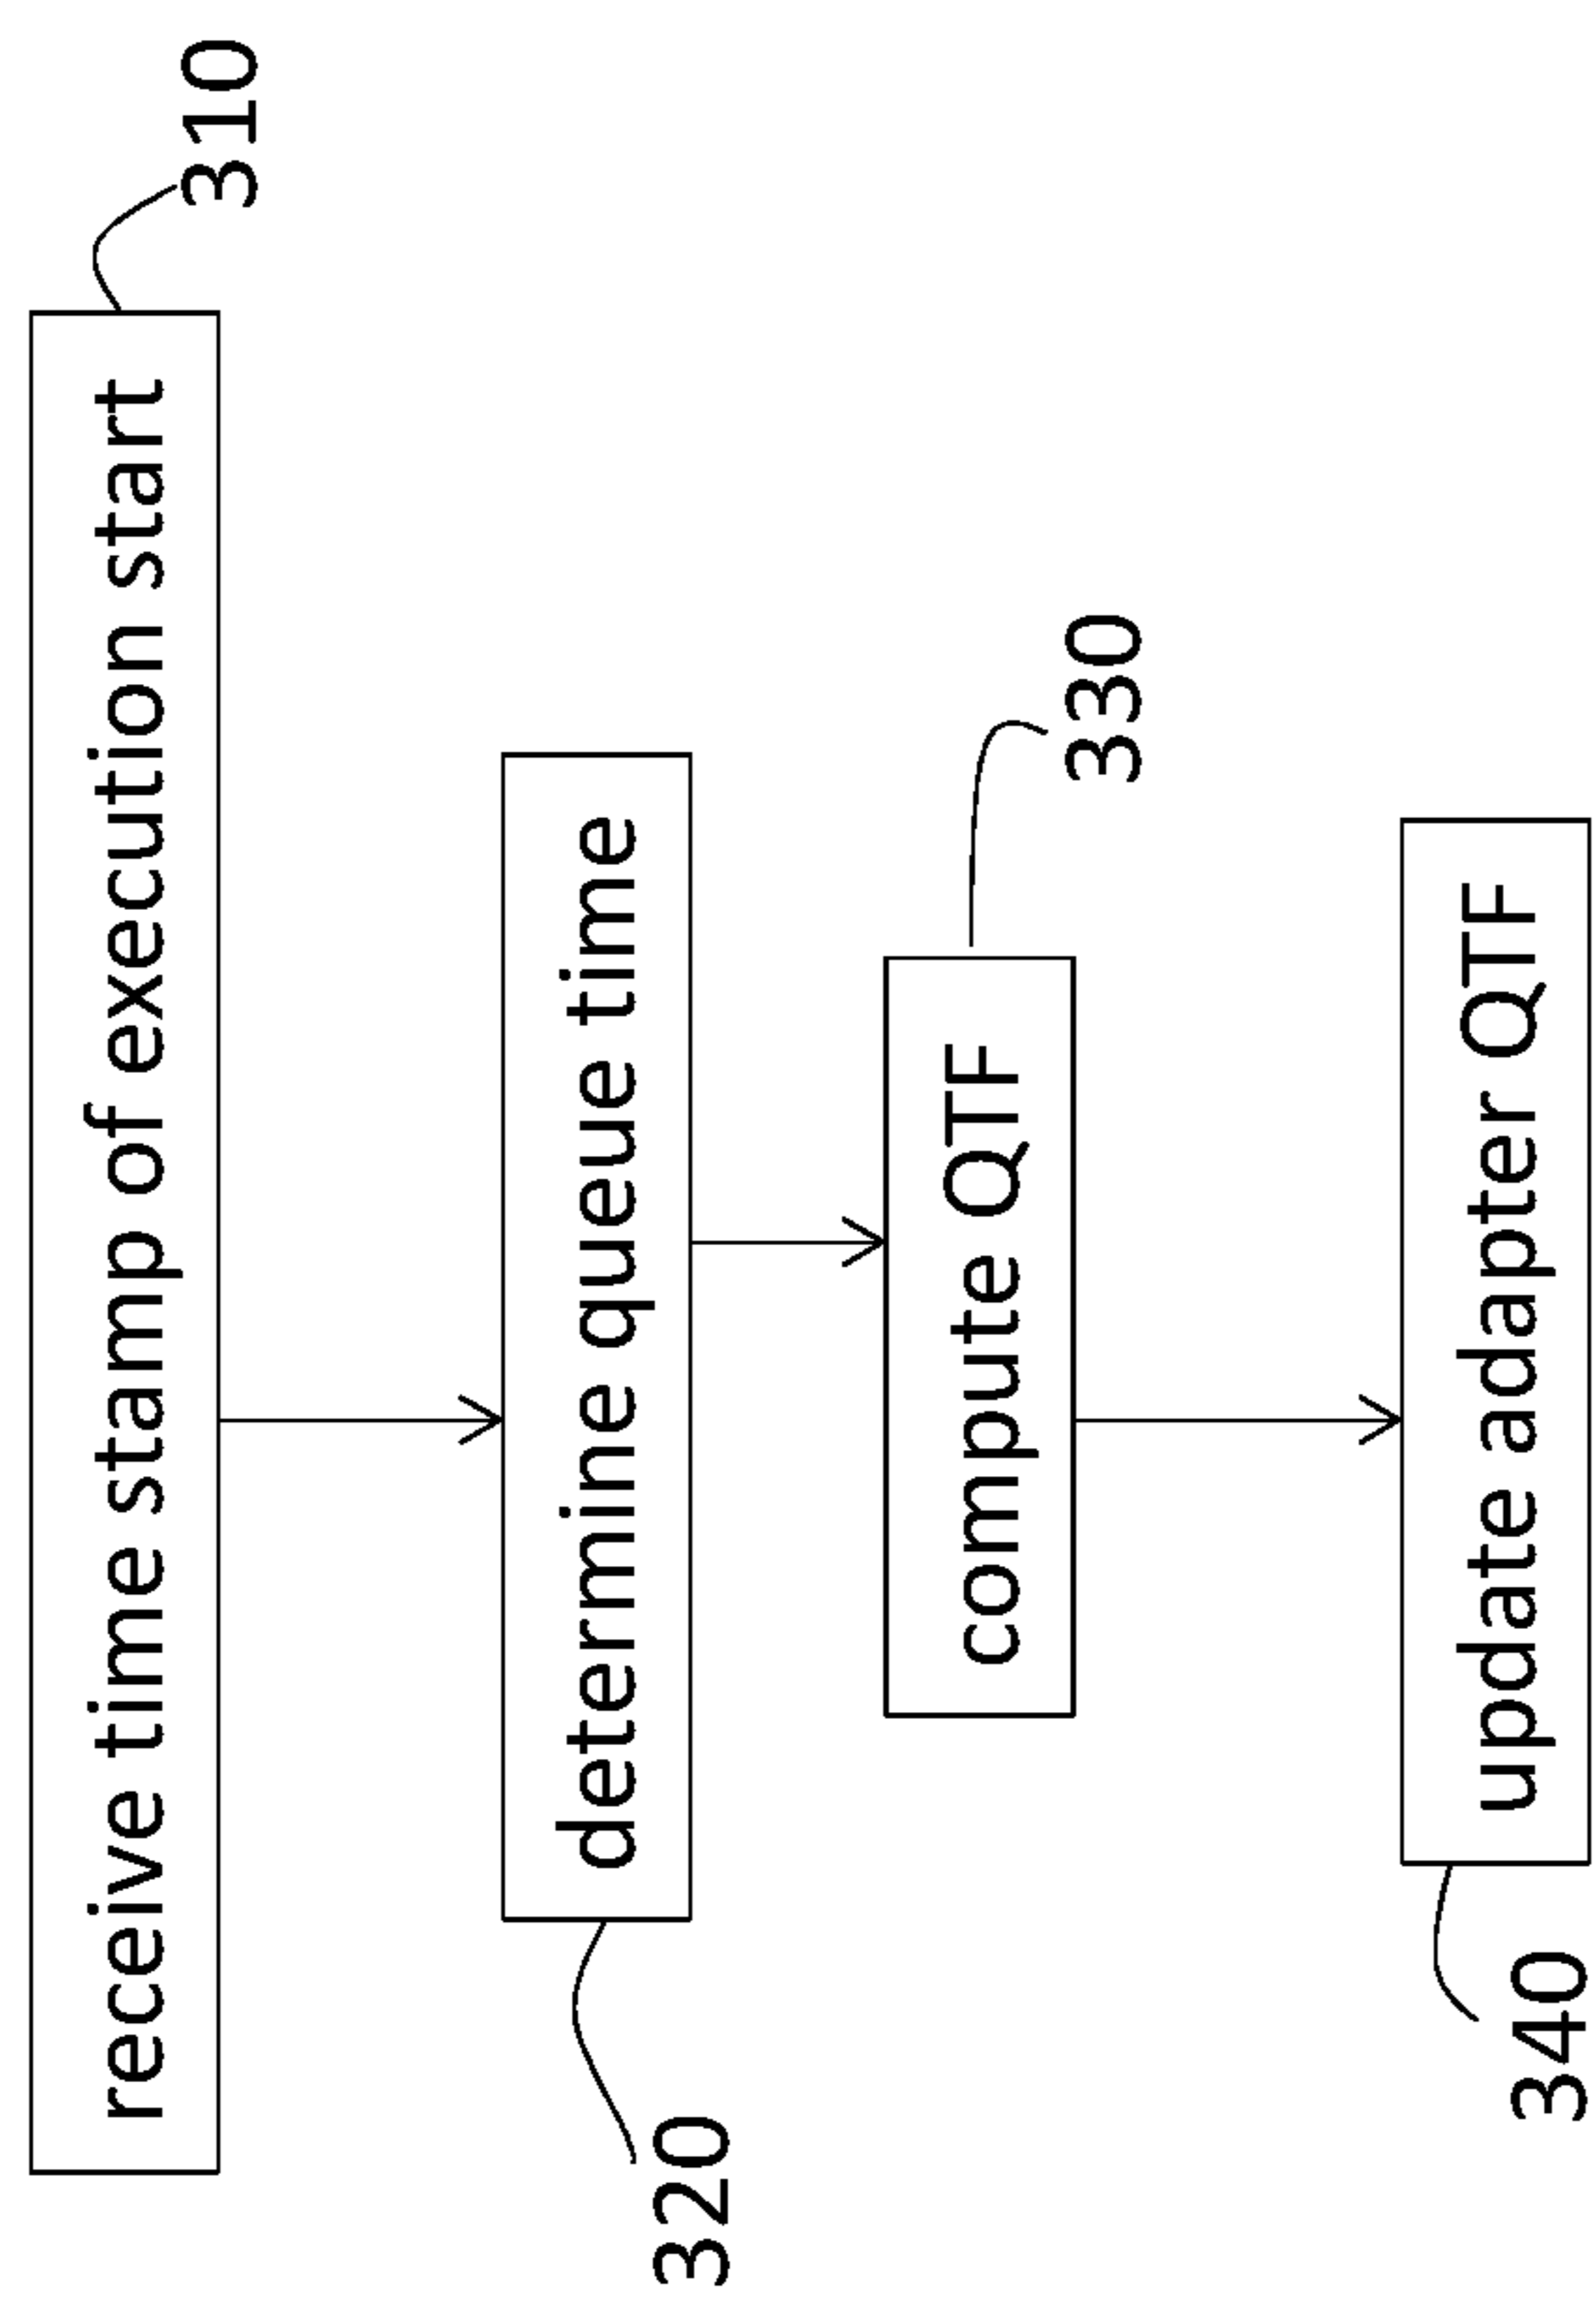 receive time stamp of execution start
310
determine queue time
320
compute QTF
330
update adapter QTF
340